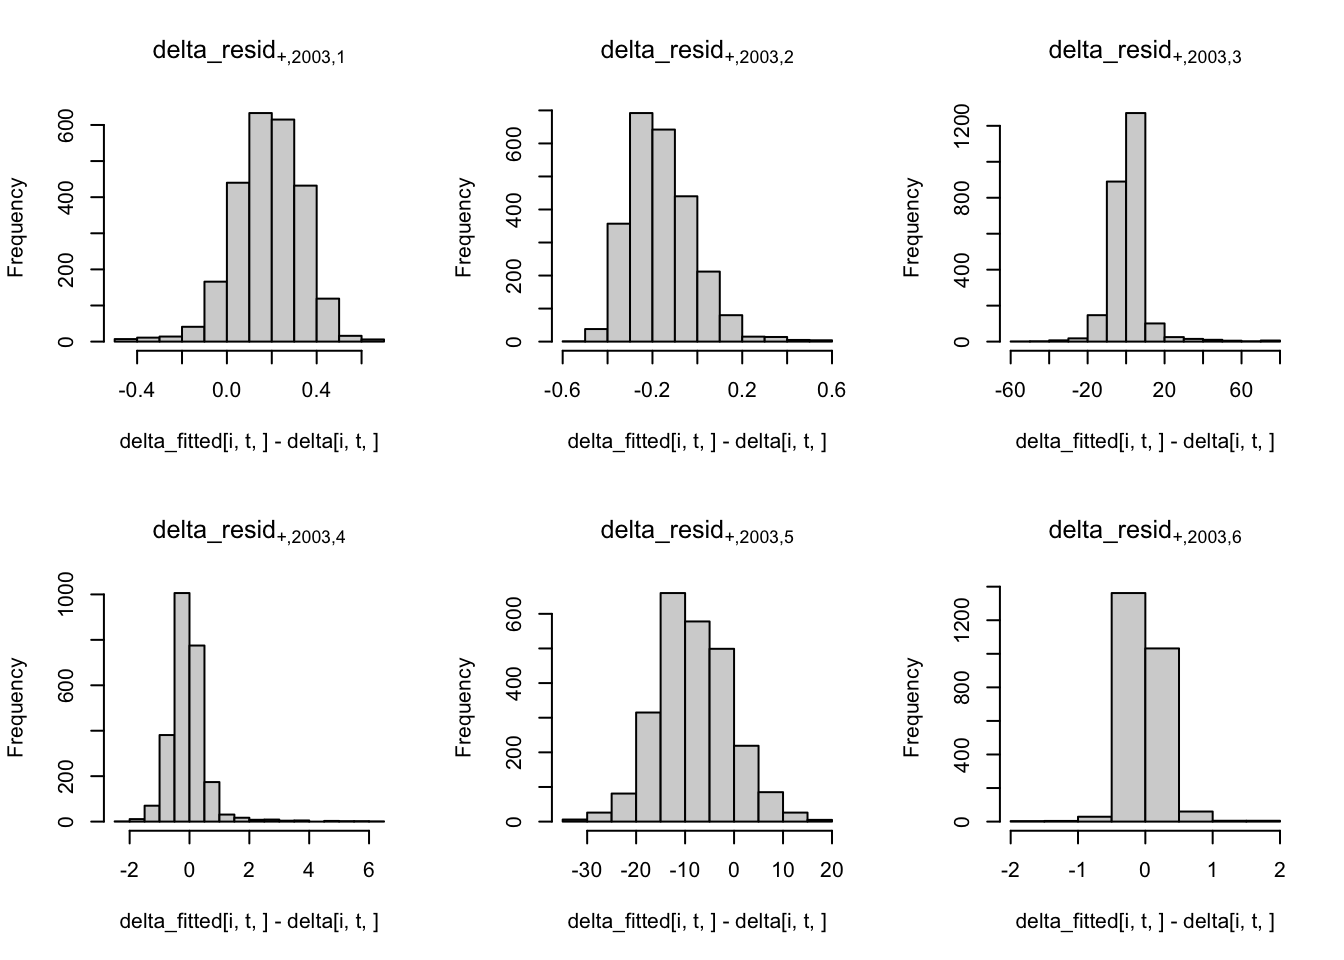 delta_resid+,2003,1
Frequency
0 200 400 600
-0.4 0.0 0.4
delta_fitted[i, t, ] - delta[i, t, ]
delta_resid+,2003,2
Frequency
0 200 400 600
-0.6 -0.2 0.2 0.6
delta_fitted[i, t, ] - delta[i, t, ]
delta_resid+,2003,3
Frequency
0 400 800 1200
-60 -20 20 60
delta_fitted[i, t, ] - delta[i, t, ]
delta_resid+,2003,4
Frequency
0 200 600 1000
-2 0 2 4 6
delta_fitted[i, t, ] - delta[i, t, ]
delta_resid+,2003,5
Frequency
0 200 400 600
-30 -20 -10 0 10 20
delta_fitted[i, t, ] - delta[i, t, ]
delta_resid+,2003,6
Frequency
0 400 800 1200
-2 -1 0 1 2
delta_fitted[i, t, ] - delta[i, t, ]